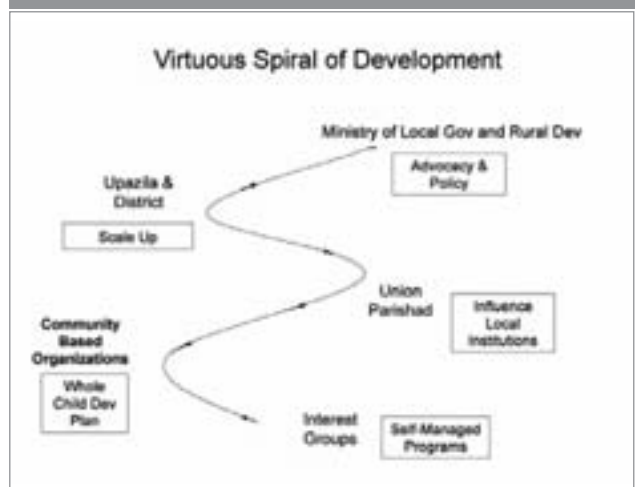 Virtuous Spiral of Development
Ministry of Local Gov and Rural Dev
Advocacy &
Policy
Upazila &
District
Scale Up
Union
Parishad
Influence
Local
Institutions
Community
Based
Organizations
Whole
Child Dev
Plan
Interest
Groups
Self-Managed
Programs